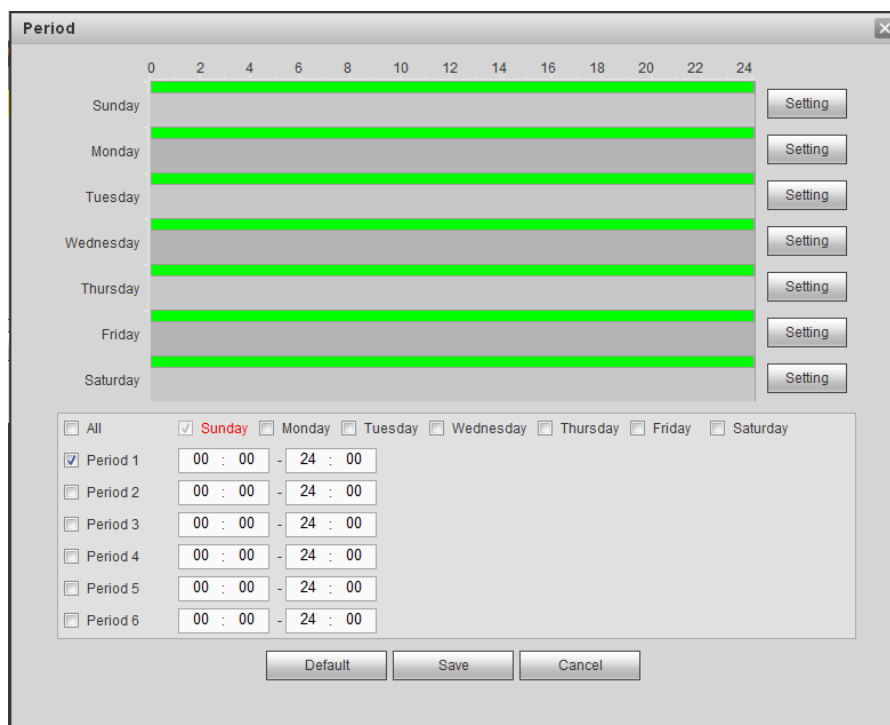 Period
0 2 4 6 8 10 12 14 16 18 20 22 24
Sunday Setting
Monday Setting
Tuesday Setting
Wednesday Setting
Thursday Setting
Friday Setting
Saturday Setting
All Sunday Monday Tuesday Wednesday Thursday Friday Saturday
Period 1 00 : 00 - 24 : 00
Period 2 00 : 00 - 24 : 00
Period 3 00 : 00 - 24 : 00
Period 4 00 : 00 - 24 : 00
Period 5 00 : 00 - 24 : 00
Period 6 00 : 00 - 24 : 00
Default Save Cancel